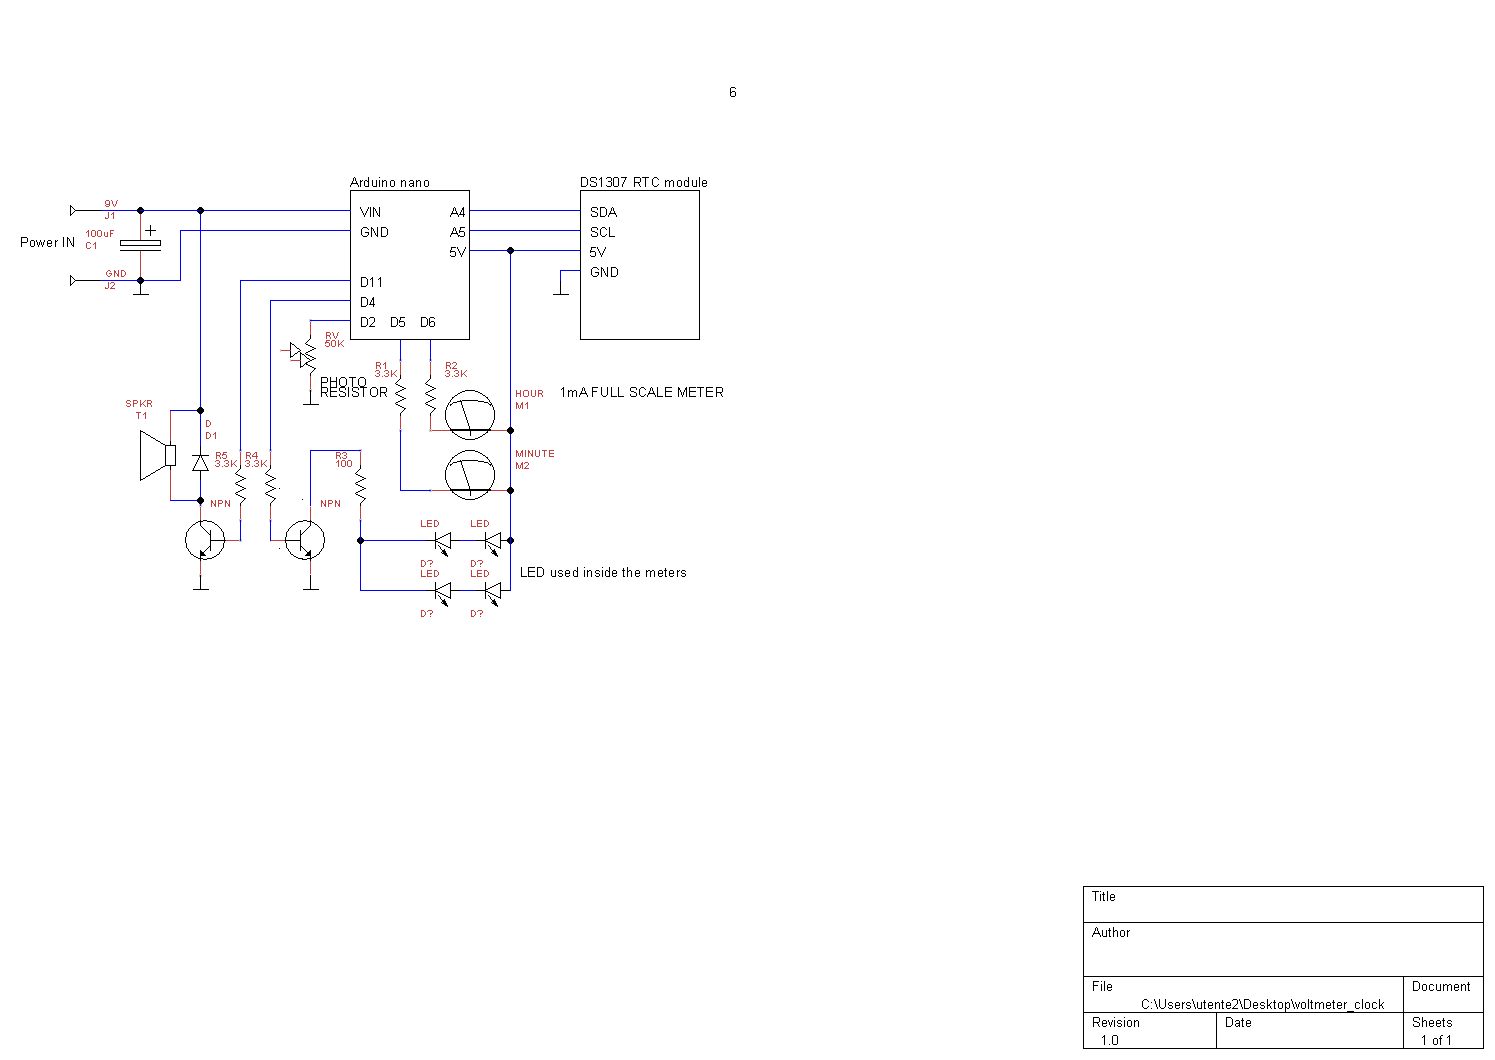 6
Arduino nano
DS1307 RTC module
9V
J1
VIN
A4
SDA
100uF
C1
Power IN
GND
A5
SCL
5V
5V
GND
J2
GND
D11
D4
D2
D5
D6
RV
50K
PHOTO
RESISTOR
R1
3.3K
R2
3.3K
HOUR
M1
1mA FULL SCALE METER
SPKR
T1
D
D1
R5
3.3K
R4
3.3K
R3
100
MINUTE
M2
NPN
NPN
LED
LED
D?
D?
LED
LED
LED used inside the meters
D?
D?
Title
Author
File
Document
C:\Users\utente2\Desktop\voltmeter_clock
Revision
Date
Sheets
1.0
1 of 1